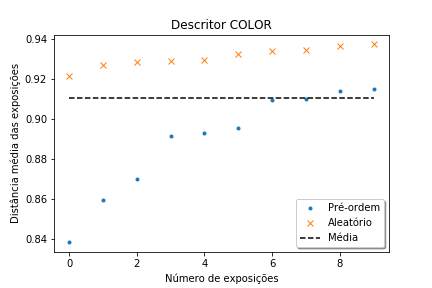 Descritor COLOR
Distância média das exposições
0.94
0.92
0.90
0.88
0.86
0.84
0 2 4 6 8
Número de exposições
Pré-ordem
Aleatório
Média